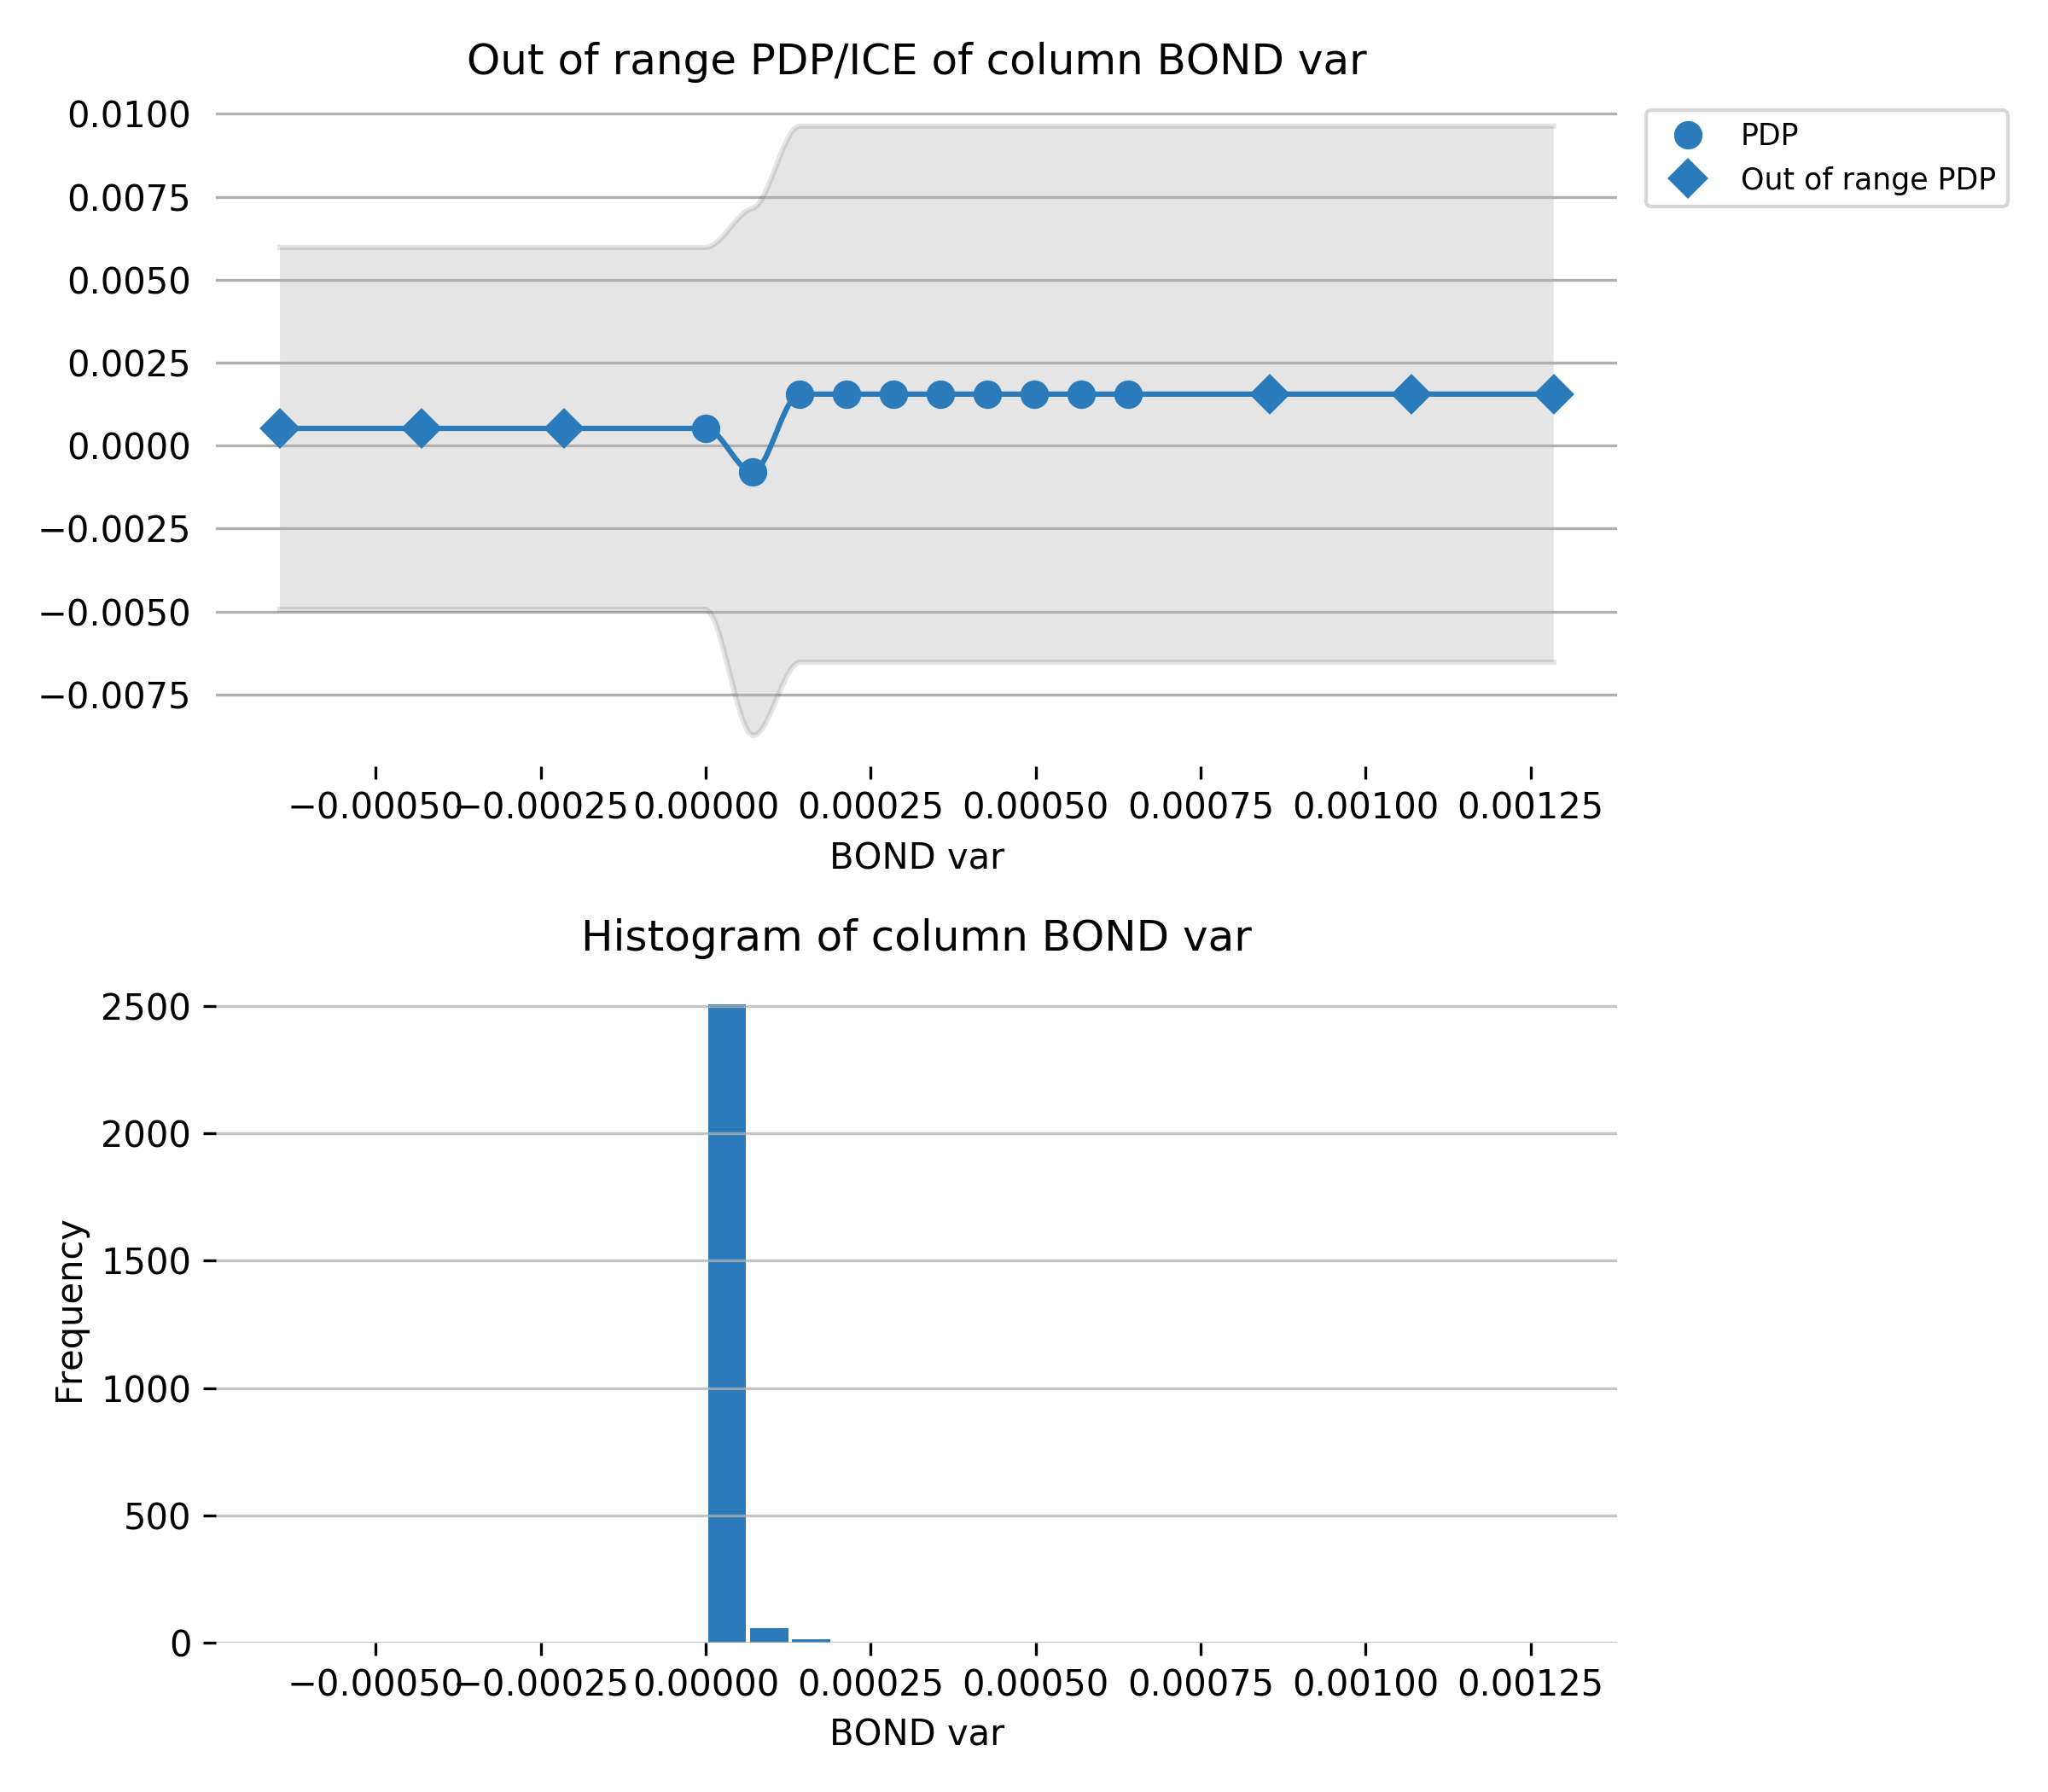 Out of range PDP/ICE of column BOND var
PDP
Out of range PDP
0.0100
0.0075
0.0050
0.0025
0.0000
−0.0025
−0.0050
−0.0075
−0.00050 −0.00025 0.00000 0.00025 0.00050 0.00075 0.00100 0.00125
BOND var
Histogram of column BOND var
2500
2000
1500
1000
500
0
Frequency
−0.00050 −0.00025 0.00000 0.00025 0.00050 0.00075 0.00100 0.00125
BOND var